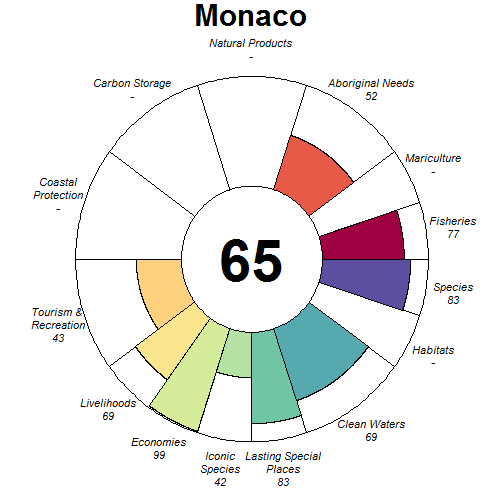 Monaco
Natural Products
-
Carbon Storage
-
Aboriginal Needs
52
Mariculture
-
Coastal
Protection
-
Fisheries
77
65
Species
83
Tourism &
Recreation
43
Habitats
-
Livelihoods
69
Clean Waters
69
Economies
99
Iconic
Species
42
Lasting Special
Places
83